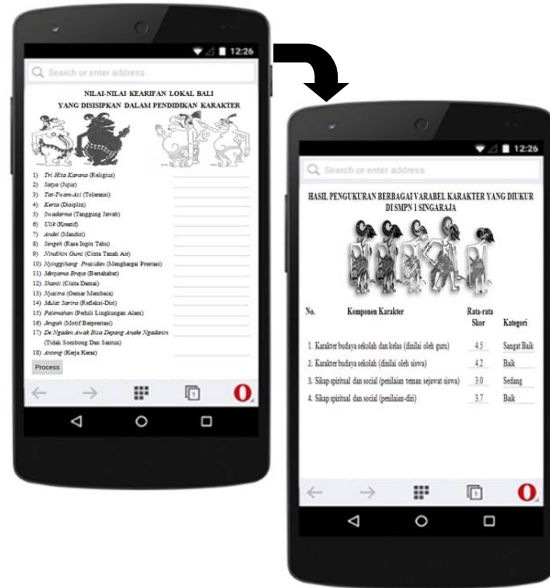 12:26
Search or enter address
NILAI-NILAI KEARIFAN LOKAL BALI
YANG DISISIPKAN DALAM PENDIDIKAN KARAKTER
1) Tri Hita Karana (Religius)
2) Satya (Jujur)
3) Tat-Twam-Asi (Toleransi)
4) Kerta (Disiplin)
5) Swadarma (Tanggung Jawab)
6) (Kreatif)
7) (Mandiri)
8) Sengeh (Rasa Ingin Tahu)
9) Nindihin Gumi (Cinta Tanah Air)
10) (Menghargai Prestasi)
11) Menyama Braya (Bersahabat)
12) (Cinta Damai)
13) Nyastra (Gemar Membaca)
14) Mulat Sarira (Refleksi-Diri)
15) Palemahan (Peduli Lingkungan Alam)
16) Jengah (Motif Berprestasi)
17) De Ngaden Awak Bisa Depang Anake Ngadanin
(Tidak Sombong Dan Santun)
18) (Kerja Keras)
Process
1
12:26
Search or enter address
HASIL PENGUKURAN BERBAGAI VARABEL KARAKTER YANG DIUKUR
DI SMPN 1 SINGARAJA
No. Komponen Karakter Rata-rata
Skor Kategori
1. Karakter budaya sekolah dan kelas (dinilai oleh guru) 4.5 Sangat Baik
2. Karakter budaya sekolah (dinilai oleh siswa) 4.2 Baik
3. Sikap spiritual dan social (penilaian teman sejawat siswa) 3.0 Sedang
4. Sikap spiritual dan social (penilaian-diri) 3.7 Baik
1